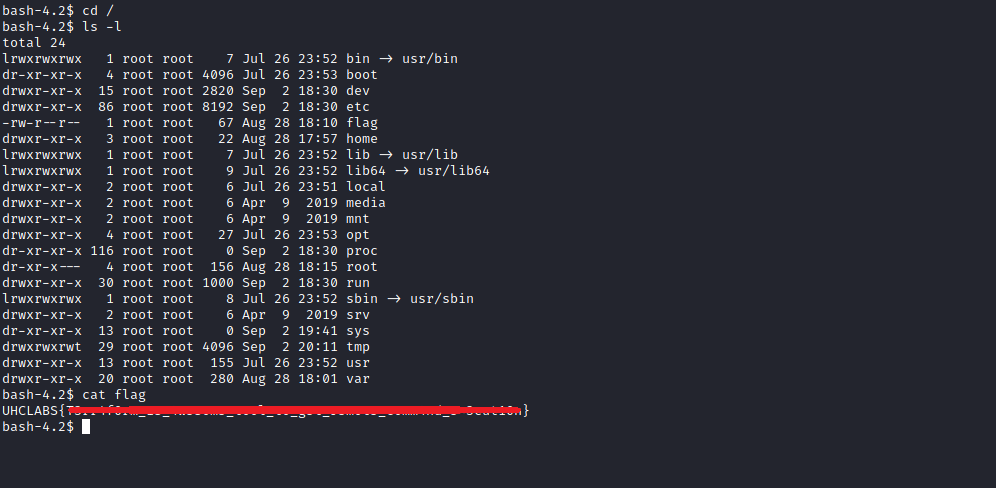 bash-4.2$ cd /
bash-4.2$ ls -l
total 24
lrwxrwxrwx   1 root root    7 Jul 26 23:52 bin -> usr/bin
dr-xr-xr-x   4 root root 4096 Jul 26 23:53 boot
drwxr-xr-x  15 root root 2820 Sep  2 18:30 dev
drwxr-xr-x  86 root root 8192 Sep  2 18:30 etc
-rw-r--r--   1 root root   67 Aug 28 18:10 flag
drwxr-xr-x   3 root root   22 Aug 28 17:57 home
lrwxrwxrwx   1 root root    7 Jul 26 23:52 lib -> usr/lib
lrwxrwxrwx   1 root root    9 Jul 26 23:52 lib64 -> usr/lib64
drwxr-xr-x   2 root root    6 Jul 26 23:51 local
drwxr-xr-x   2 root root    6 Apr  9  2019 media
drwxr-xr-x   2 root root    6 Apr  9  2019 mnt
drwxr-xr-x   4 root root   27 Jul 26 23:53 opt
dr-xr-xr-x 116 root root    0 Sep  2 18:30 proc
dr-xr-x---   4 root root  156 Aug 28 18:15 root
drwxr-xr-x  30 root root 1000 Sep  2 18:30 run
lrwxrwxrwx   1 root root    8 Jul 26 23:52 sbin -> usr/sbin
drwxr-xr-x   2 root root    6 Apr  9  2019 srv
dr-xr-xr-x  13 root root    0 Sep  2 19:41 sys
drwxrwxrwt  29 root root 4096 Sep  2 20:11 tmp
drwxr-xr-x  13 root root  155 Jul 26 23:52 usr
drwxr-xr-x  20 root root  280 Aug 28 18:01 var
bash-4.2$ cat flag
UHCLABS{}
bash-4.2$